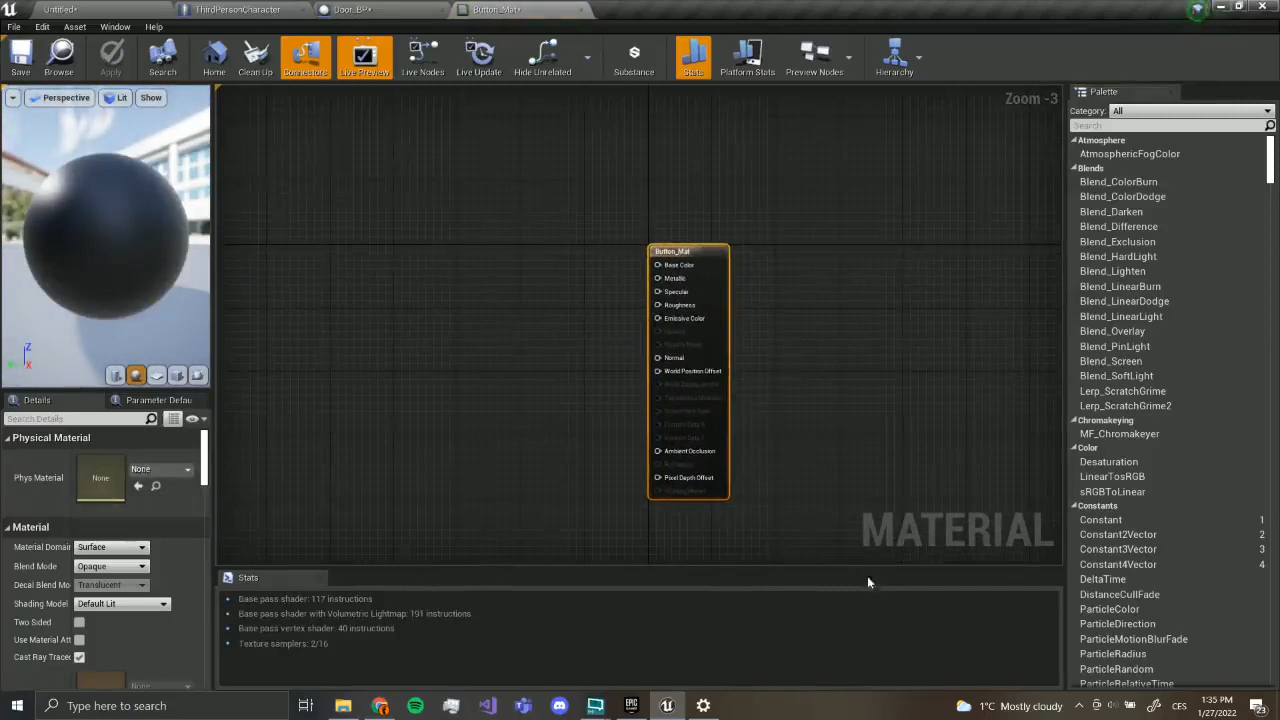 Untitled*
ThirdPersonCharacter
Door_BP*
Button_Mat*
File Edit Asset Window Help
Save
Browse
Apply
Search
Home
Clean Up
Connectors
Live Preview
Live Nodes
Live Update
Hide Unrelated
Substance
Stats
Platform Stats
Preview Nodes
Hierarchy
Perspective
Lit
Show
Zoom -3
Button_Mat
Base Color
Metallic
Specular
Roughness
Emissive Color
Normal
World Position Offset
Ambient Occlusion
Pixel Depth Offset
MATERIAL
Z
X
Details
Parameter Defau
Search Details
Physical Material
Phys Material
None
None
Material
Material Domain
Surface
Blend Mode
Opaque
Decal Blend Mo
Translucent
Shading Model
Default Lit
Two Sided
Use Material Att
Cast Ray Traced
None
Stats
Base pass shader: 117 instructions
Base pass shader with Volumetric Lightmap: 191 instructions
Base pass vertex shader: 40 instructions
Texture samplers: 2/16
Palette
Category: All
Search
Atmosphere
AtmosphericFogColor
Blends
Blend_ColorBurn
Blend_ColorDodge
Blend_Darken
Blend_Difference
Blend_Exclusion
Blend_HardLight
Blend_Lighten
Blend_LinearBurn
Blend_LinearDodge
Blend_LinearLight
Blend_Overlay
Blend_PinLight
Blend_Screen
Blend_SoftLight
Lerp_ScratchGrime
Lerp_ScratchGrime2
Chromakeying
MF_Chromakeyer
Color
Desaturation
LinearTosRGB
sRGBToLinear
Constants
Constant 1
Constant2Vector 2
Constant3Vector 3
Constant4Vector 4
DeltaTime
DistanceCullFade
ParticleColor
ParticleDirection
ParticleMotionBlurFade
ParticleRadius
ParticleRandom
ParticleRelativeTime
Type here to search
EPIC
1°C Mostly cloudy
CES
1:35 PM
1/27/2022
23